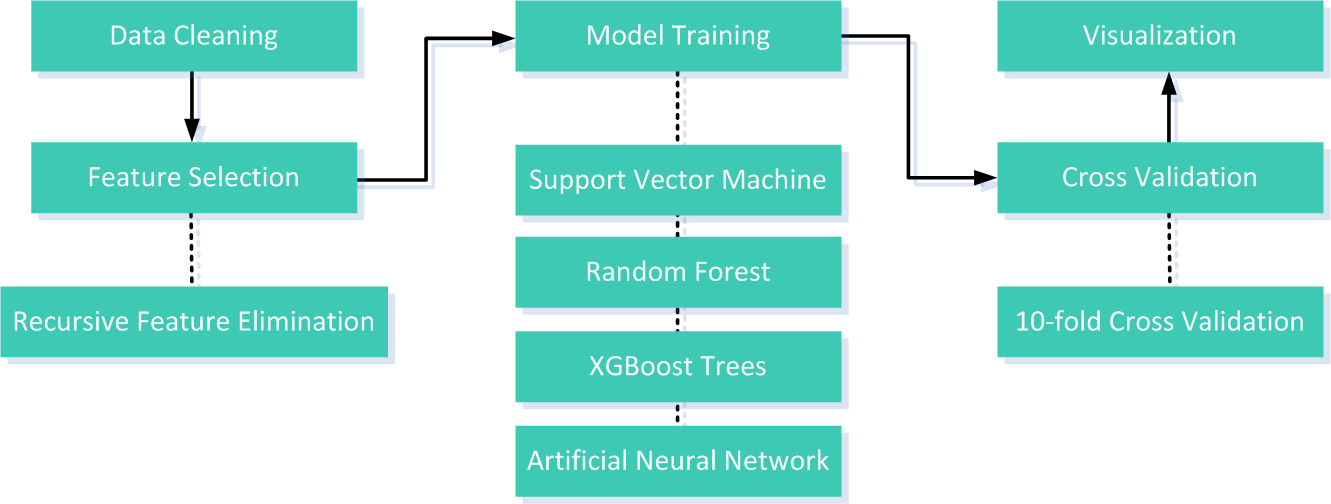 Data Cleaning
Feature Selection
Recursive Feature Elimination
Model Training
Support Vector Machine
Random Forest
XGBoost Trees
Artificial Neural Network
Visualization
Cross Validation
10-fold Cross Validation